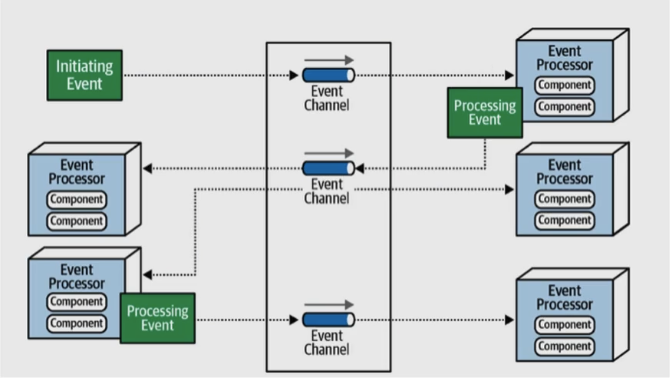 Initiating
Event
Event
Channel
Event
Processor
Component
Component
Processing
Event
Event
Processor
Component
Component
Event
Channel
Event
Processor
Component
Component
Event
Processor
Component
Component
Processing
Event
Event
Channel
Event
Processor
Component
Component